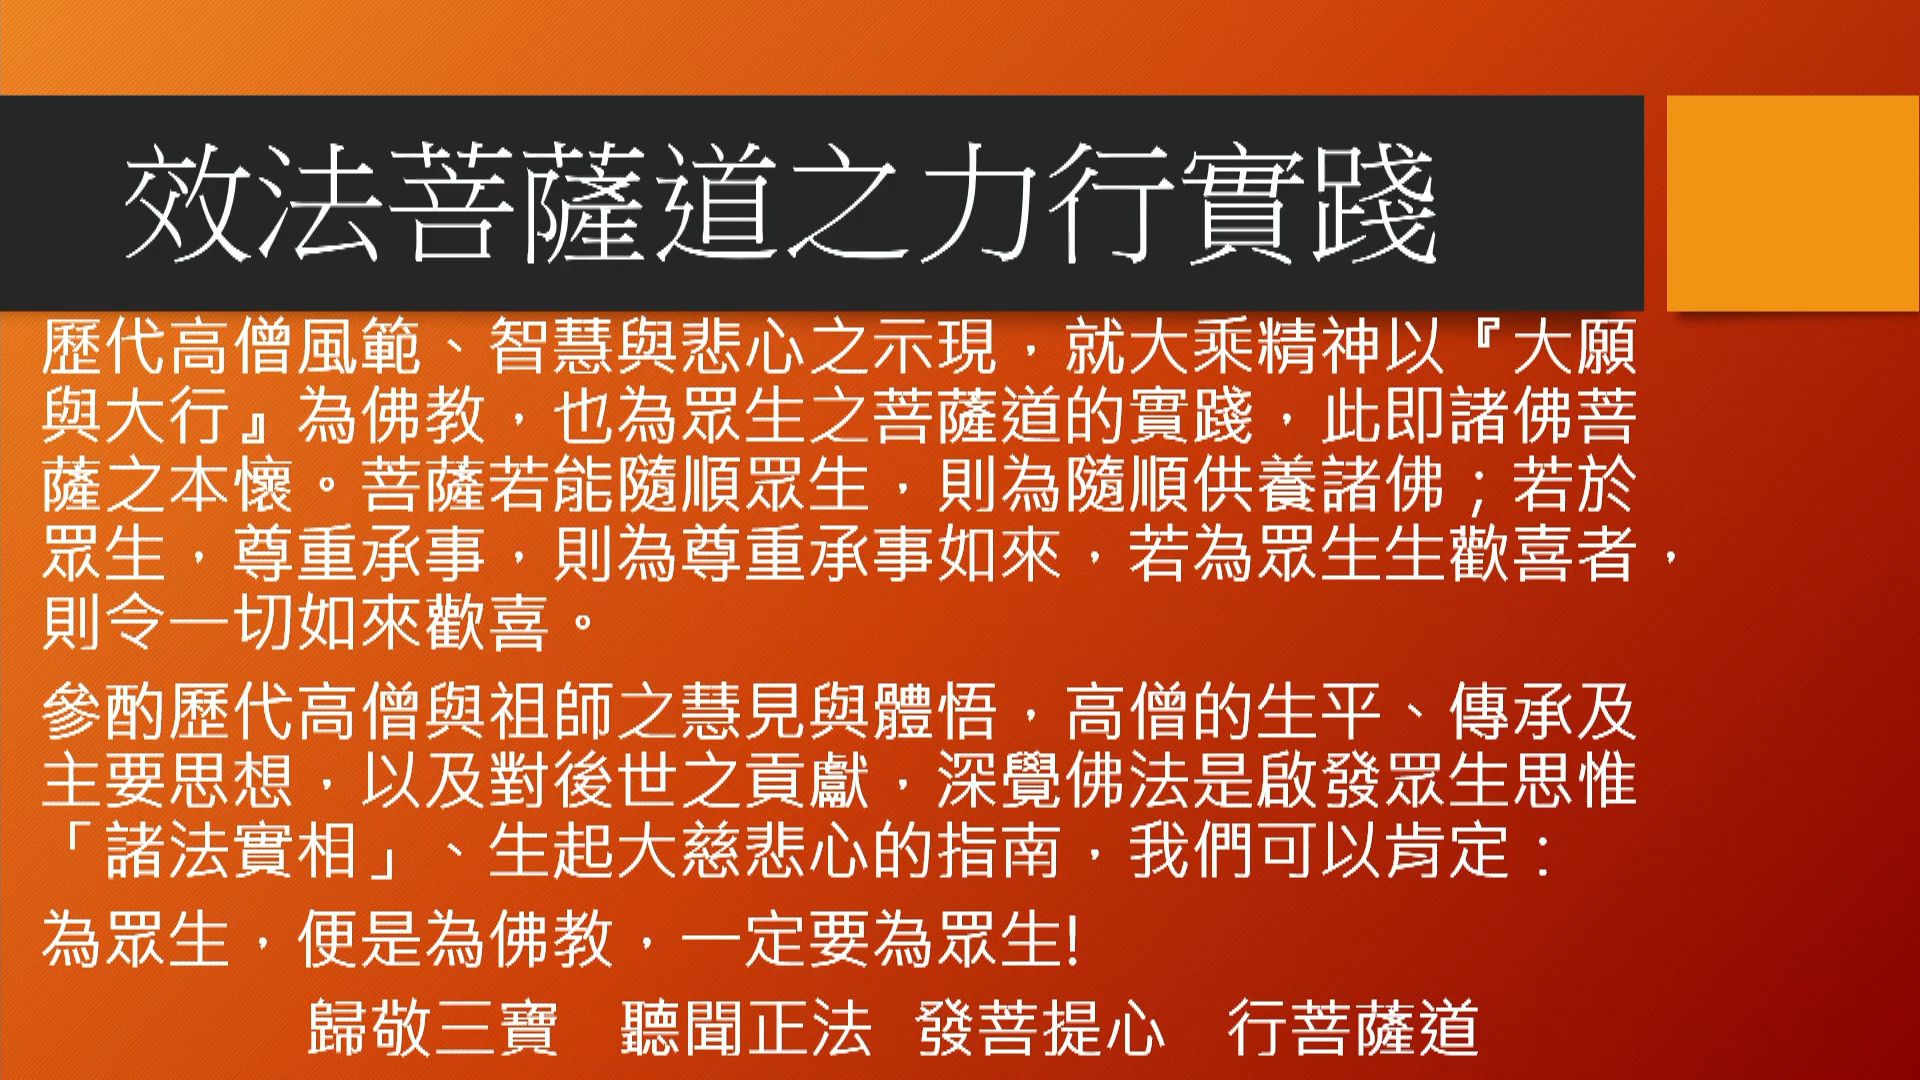 效法菩薩道之力行實踐
歷代高僧風範、智慧與悲心之示現，就大乘精神以『大願
與大行』為佛教，也為眾生之菩薩道的實踐，此即諸佛菩
薩之本懷。菩薩若能隨順眾生，則為隨順供養諸佛；若於
眾生，尊重承事，則為尊重承事如來，若為眾生生歡喜者，
則令一切如來歡喜。
參酌歷代高僧與祖師之慧見與體悟，高僧的生平、傳承及
主要思想，以及對後世之貢獻，深覺佛法是啟發眾生思惟
「諸法實相」、生起大慈悲心的指南，我們可以肯定：
為眾生，便是為佛教，一定要為眾生!
歸敬三寶　聽聞正法　發菩提心　行菩薩道